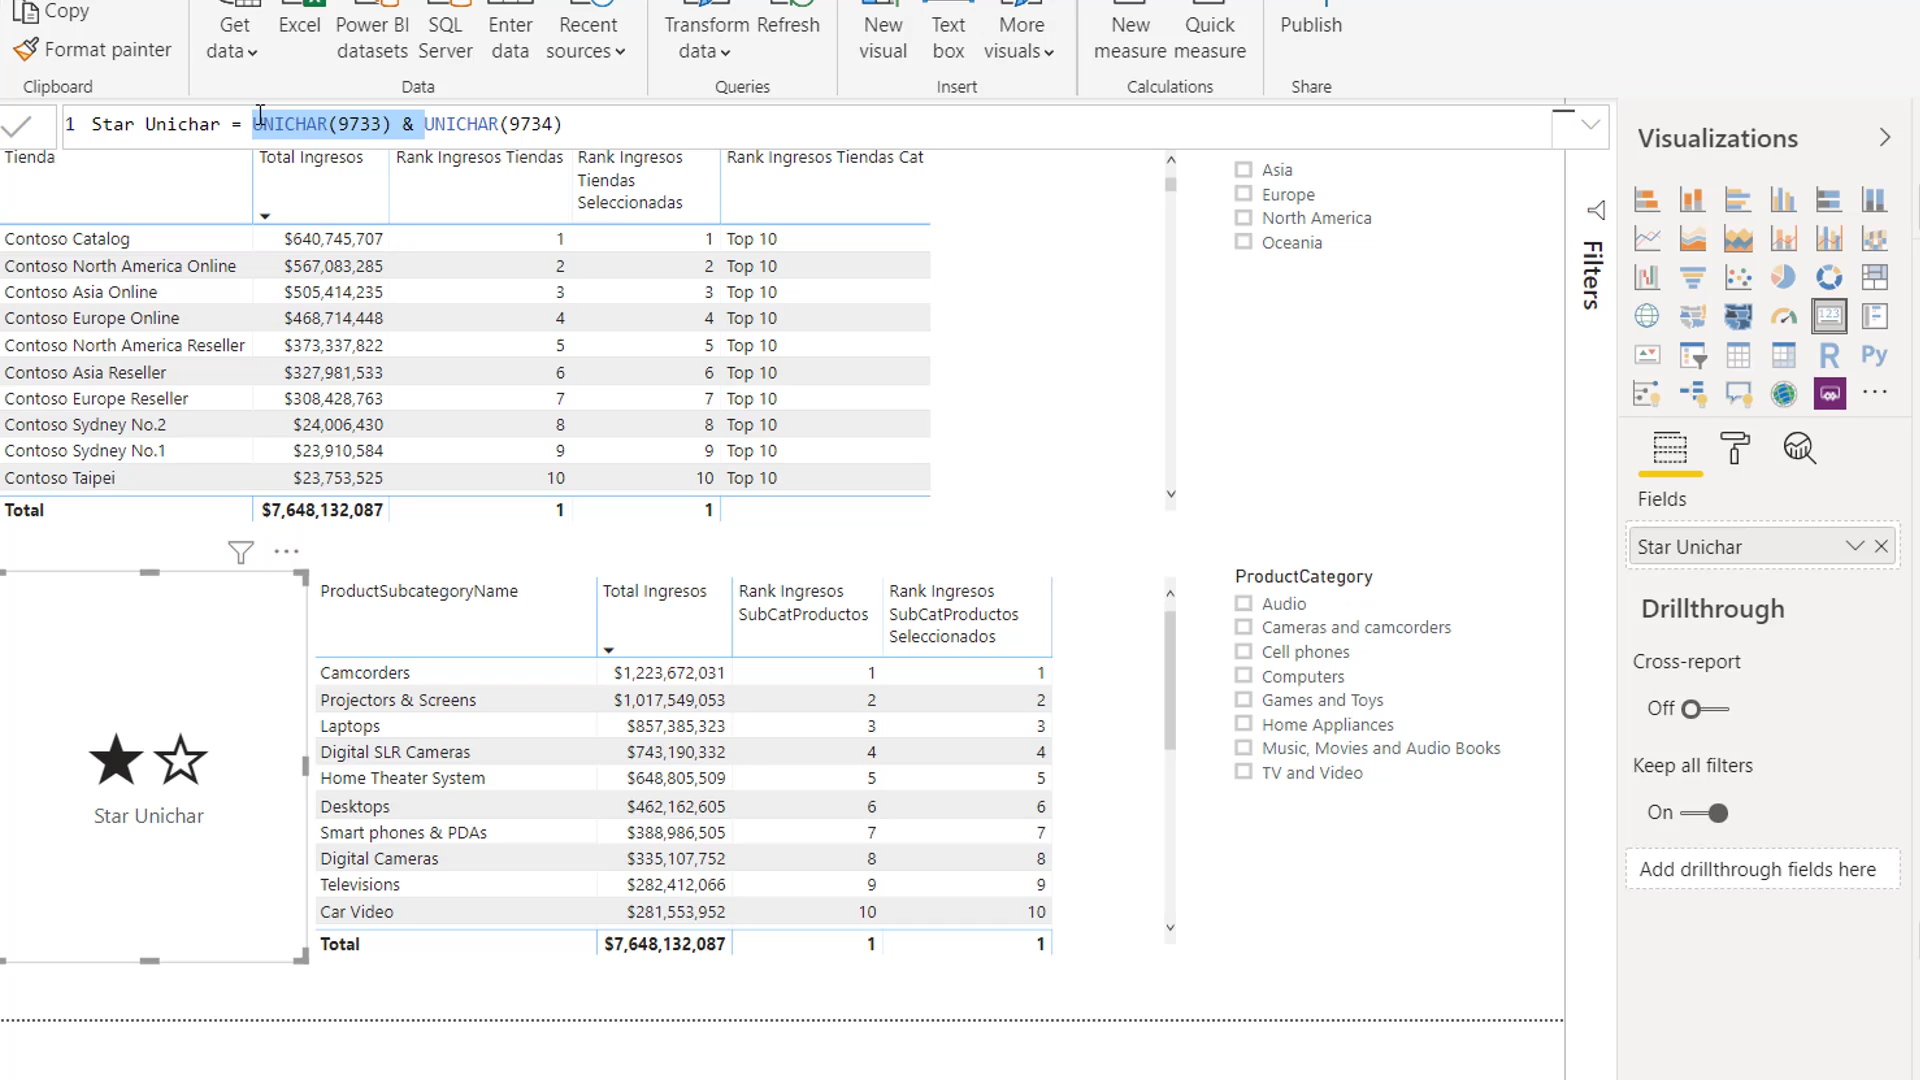 Copy
Format painter
Clipboard
Get data
Excel
Power BI datasets
SQL Server
Enter data
Recent sources
Data
Transform data
Refresh
Queries
New visual
Text box
More visuals
Insert
New measure
Quick measure
Calculations
Publish
Share
1 Star Unichar = UNICHAR(9733) & UNICHAR(9734)
Tienda Total Ingresos Rank Ingresos Tiendas Rank Ingresos Tiendas Seleccionadas Rank Ingresos Tiendas Cat
Contoso Catalog $640,745,707 1 1 Top 10
Contoso North America Online $567,083,285 2 2 Top 10
Contoso Asia Online $505,414,235 3 3 Top 10
Contoso Europe Online $468,714,448 4 4 Top 10
Contoso North America Reseller $373,337,822 5 5 Top 10
Contoso Asia Reseller $327,981,533 6 6 Top 10
Contoso Europe Reseller $308,428,763 7 7 Top 10
Contoso Sydney No.2 $24,006,430 8 8 Top 10
Contoso Sydney No.1 $23,910,584 9 9 Top 10
Contoso Taipei $23,753,525 10 10 Top 10
Total $7,648,132,087 1 1
Asia
Europe
North America
Oceania
★☆
Star Unichar
ProductSubcategoryName Total Ingresos Rank Ingresos SubCatProductos Rank Ingresos SubCatProductos Seleccionados
Camcorders $1,223,672,031 1 1
Projectors & Screens $1,017,549,053 2 2
Laptops $857,385,323 3 3
Digital SLR Cameras $743,190,332 4 4
Home Theater System $648,805,509 5 5
Desktops $462,162,605 6 6
Smart phones & PDAs $388,986,505 7 7
Digital Cameras $335,107,752 8 8
Televisions $282,412,066 9 9
Car Video $281,553,952 10 10
Total $7,648,132,087 1 1
ProductCategory
Audio
Cameras and camcorders
Cell phones
Computers
Games and Toys
Home Appliances
Music, Movies and Audio Books
TV and Video
Filters
Visualizations
123
R
Py
Fields
Star Unichar
Drillthrough
Cross-report
Off
Keep all filters
On
Add drillthrough fields here